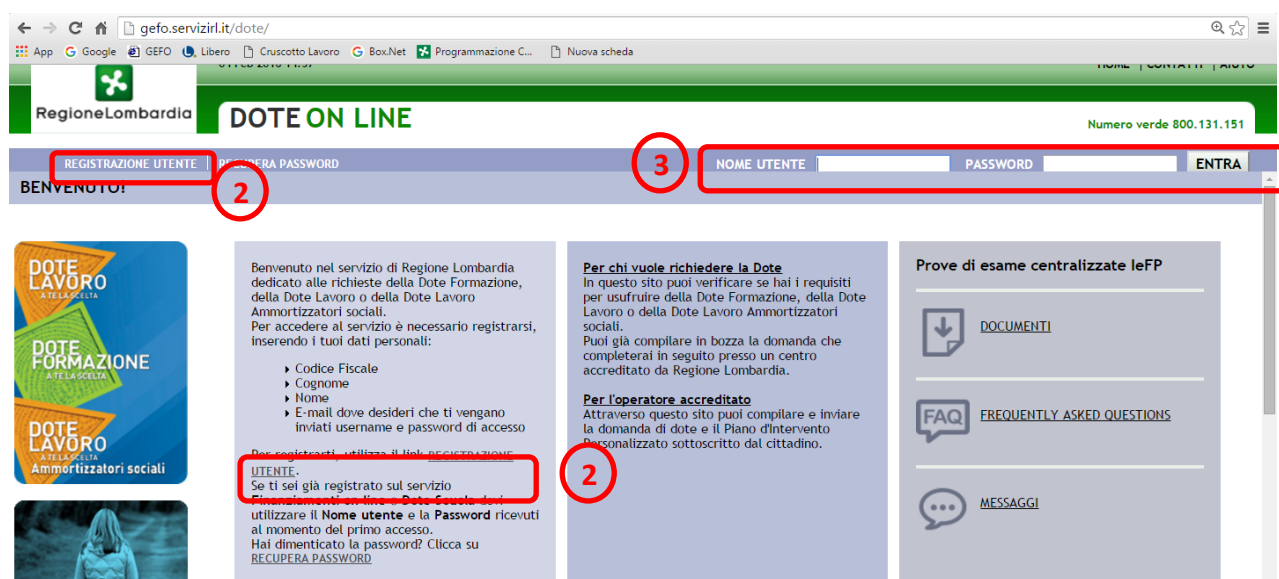 gefo.servizirl.it/dote/
App Google GEFO Libero Cruscotto Lavoro Box.Net Programmazione C... Nuova scheda
HOME | CONTATTI | AIUTO
RegioneLombardia
DOTE ON LINE
Numero verde 800.131.151
REGISTRAZIONE UTENTE | RECUPERA PASSWORD
3
NOME UTENTE
PASSWORD
ENTRA
BENVENUTO!
2
DOTE
LAVORO
A TE LA SCELTA
DOTE
FORMAZIONE
A TE LA SCELTA
DOTE
LAVORO
A TE LA SCELTA
Ammortizzatori sociali
Benvenuto nel servizio di Regione Lombardia
dedicato alle richieste della Dote Formazione,
della Dote Lavoro o della Dote Lavoro
Ammortizzatori sociali.
Per accedere al servizio è necessario registrarsi,
inserendo i tuoi dati personali:
Codice Fiscale
Cognome
Nome
E-mail dove desideri che ti vengano
inviati username e password di accesso
Per registrarti, utilizza il link REGISTRAZIONE
UTENTE.
Se ti sei già registrato sul servizio
Finanziamenti on-line o Dote Scuola devi
utilizzare il Nome utente e la Password ricevuti
al momento del primo accesso.
Hai dimenticato la password? Clicca su
RECUPERA PASSWORD
2
Per chi vuole richiedere la Dote
In questo sito puoi verificare se hai i requisiti
per usufruire della Dote Formazione, della Dote
Lavoro o della Dote Lavoro Ammortizzatori
sociali.
Puoi già compilare in bozza la domanda che
completerai in seguito presso un centro
accreditato da Regione Lombardia.
Per l'operatore accreditato
Attraverso questo sito puoi compilare e inviare
la domanda di dote e il Piano d'Intervento
Personalizzato sottoscritto dal cittadino.
Prove di esame centralizzate IeFP
DOCUMENTI
FAQ
FREQUENTLY ASKED QUESTIONS
MESSAGGI